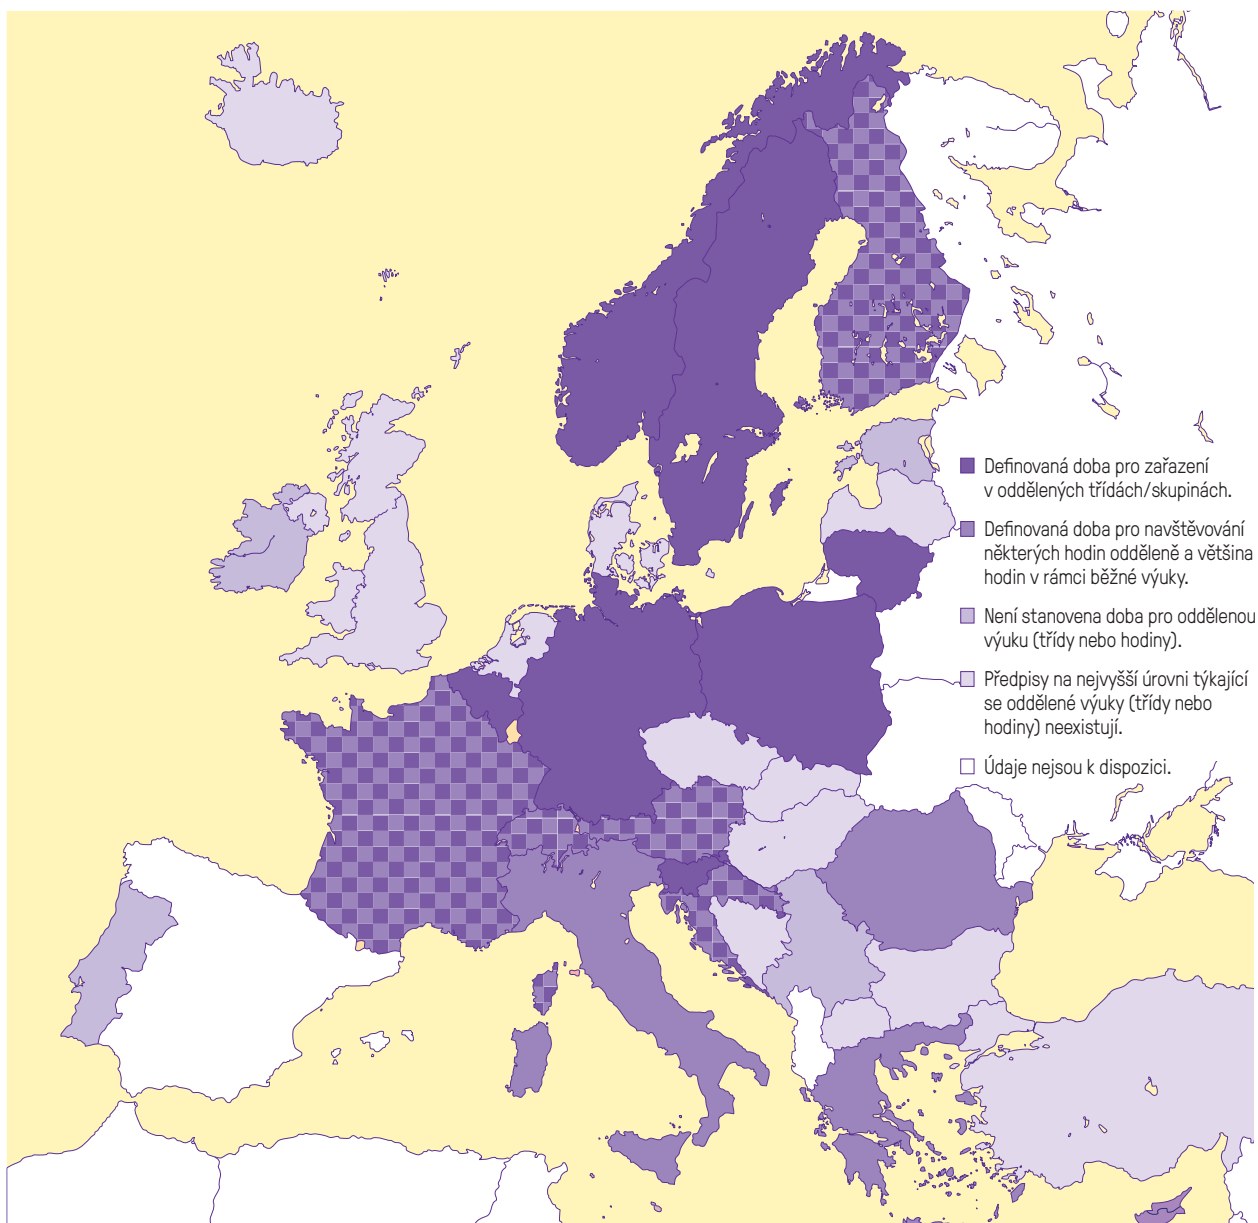 Definovaná doba pro zařazení
v oddělených třídách/skupinách.
Definovaná doba pro navštěvování
některých hodin odděleně a většina
hodin v rámci běžné výuky.
Není stanovena doba pro oddělenou
výuku (třídy nebo hodiny).
Předpisy na nejvyšší úrovni týkající
se oddělené výuky (třídy nebo
hodiny) neexistují.
Údaje nejsou k dispozici.